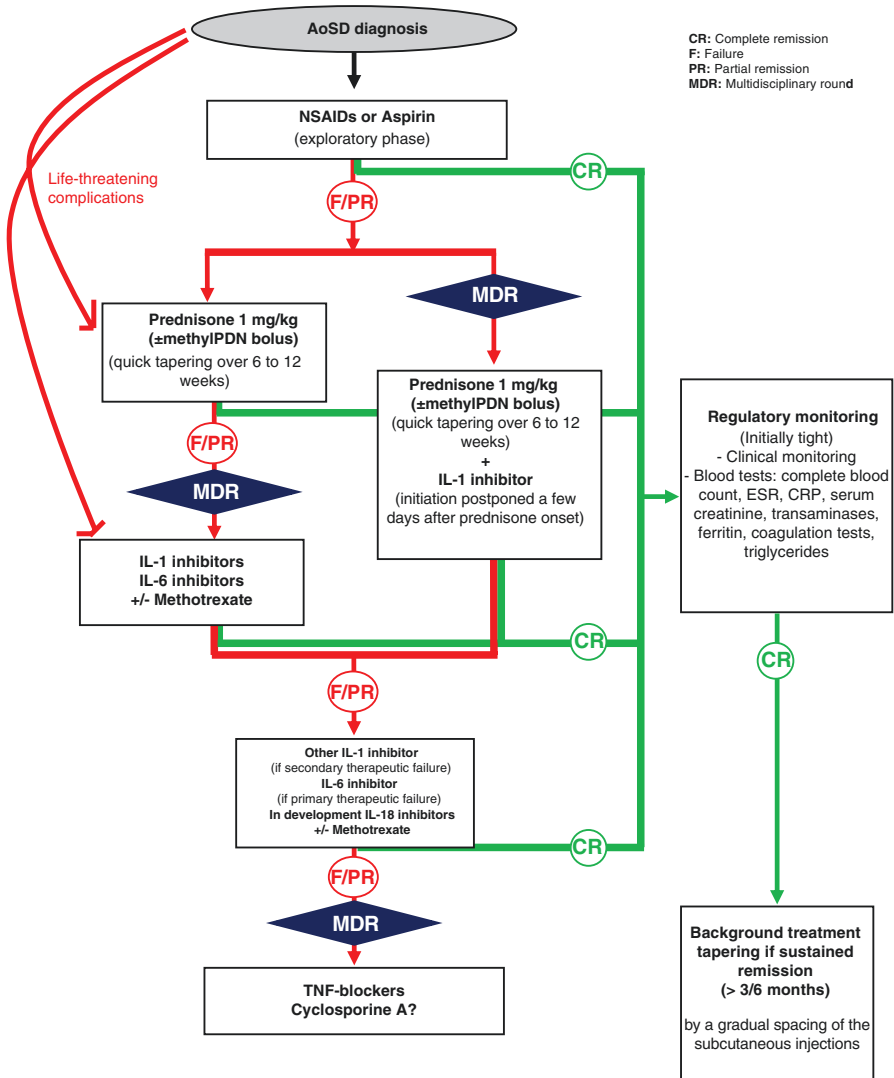 AoSD diagnosis
CR: Complete remission
F: Failure
PR: Partial remission
MDR: Multidisciplinary round
NSAIDs or Aspirin
(exploratory phase)
CR
Life-threatening
complications
F/PR
MDR
Prednisone 1 mg/kg
(±methylPDN bolus)
(quick tapering over 6 to 12
weeks)
Prednisone 1 mg/kg
(±methylPDN bolus)
(quick tapering over 6 to 12
weeks)
+
IL-1 inhibitor
(initiation postponed a few
days after prednisone onset)
Regulatory monitoring
(Initially tight)
- Clinical monitoring
- Blood tests: complete blood
count, ESR, CRP, serum
creatinine, transaminases,
ferritin, coagulation tests,
triglycerides
F/PR
MDR
IL-1 inhibitors
IL-6 inhibitors
+/- Methotrexate
CR
CR
F/PR
Other IL-1 inhibitor
(if secondary therapeutic failure)
IL-6 inhibitor
(if primary therapeutic failure)
In development IL-18 inhibitors
+/- Methotrexate
CR
F/PR
MDR
TNF-blockers
Cyclosporine A?
Background treatment
tapering if sustained
remission
(> 3/6 months)
by a gradual spacing of the
subcutaneous injections